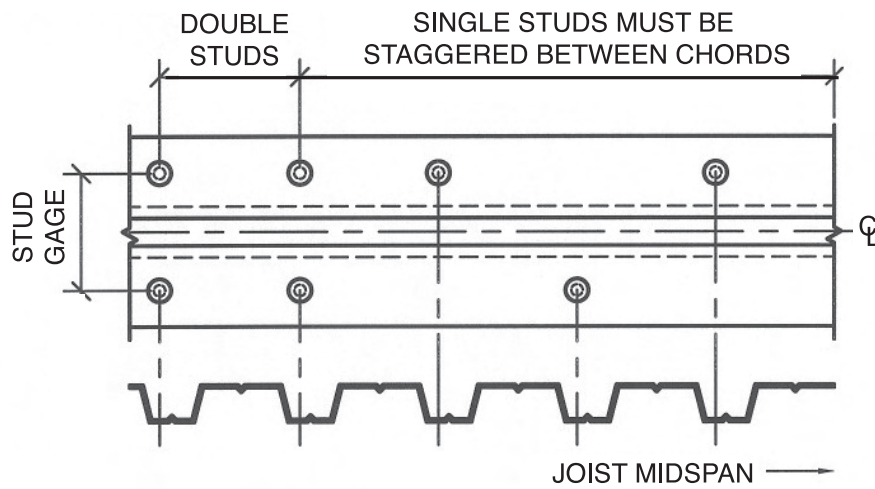 DOUBLE
STUDS
SINGLE STUDS MUST BE
STAGGERED BETWEEN CHORDS
STUD
GAGE
℄
JOIST MIDSPAN